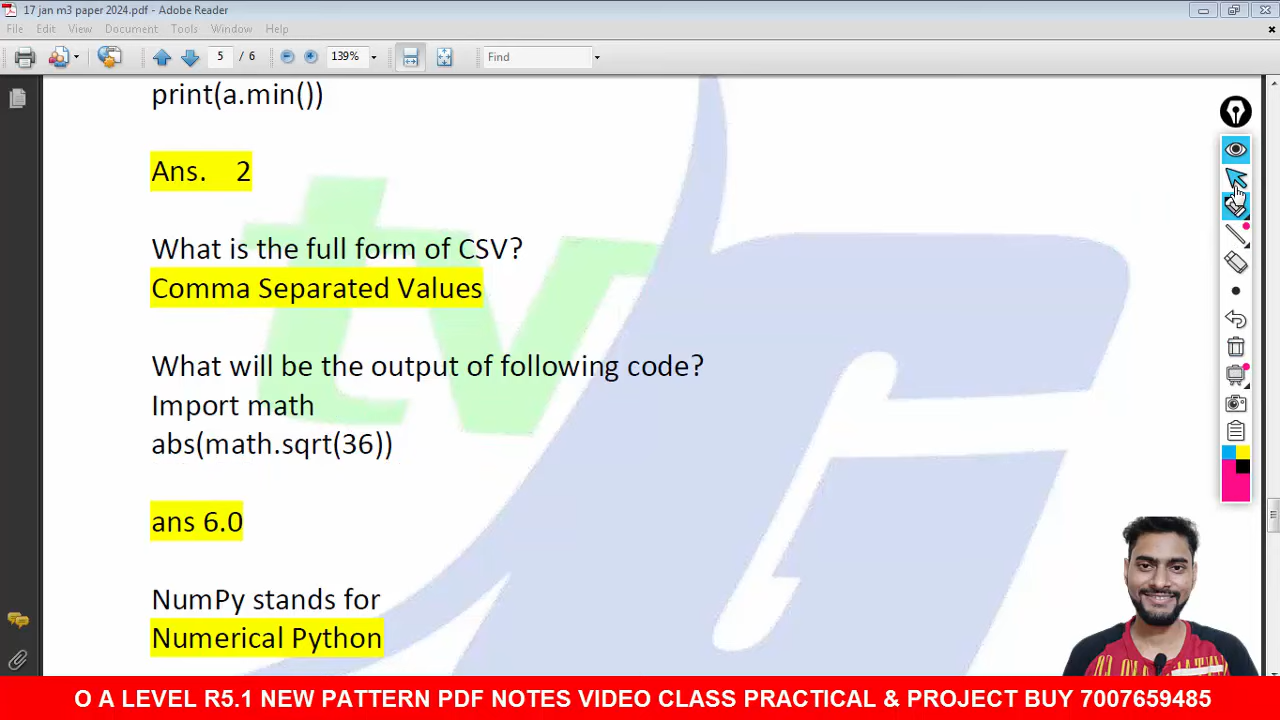 17 jan m3 paper 2024.pdf - Adobe Reader
File Edit View Document Tools Window Help
5 / 6 139% Find
print(a.min())
Ans. 2
What is the full form of CSV?
Comma Separated Values
What will be the output of following code?
Import math
abs(math.sqrt(36))
ans 6.0
NumPy stands for
Numerical Python
tv G
O A LEVEL R5.1 NEW PATTERN PDF NOTES VIDEO CLASS PRACTICAL & PROJECT BUY 7007659485